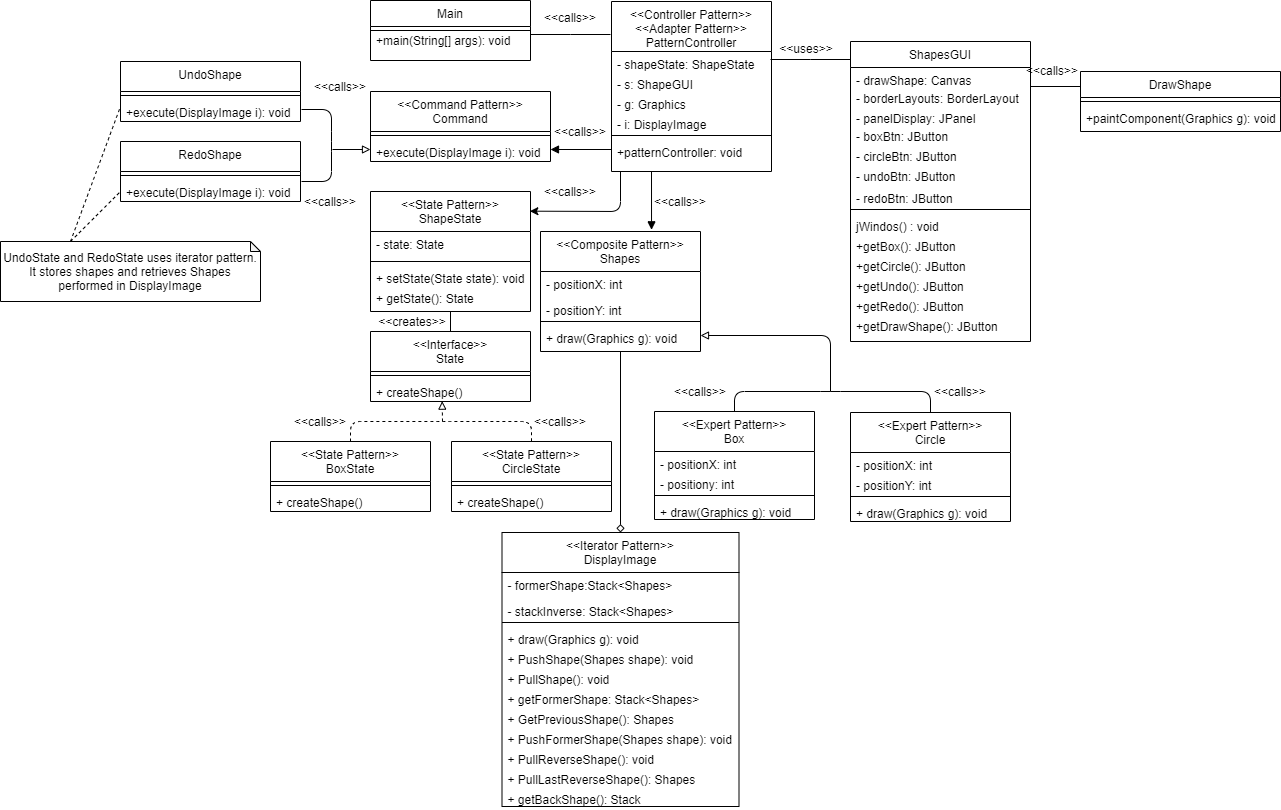 Main
+main(String[] args): void
<<calls>>
<<Controller Pattern>>
<<Adapter Pattern>>
PatternController
- shapeState: ShapeState
- s: ShapeGUI
- g: Graphics
- i: DisplayImage
+patternController: void
<<uses>>
ShapesGUI
- drawShape: Canvas
- borderLayouts: BorderLayout
- panelDisplay: JPanel
- boxBtn: JButton
- circleBtn: JButton
- undoBtn: JButton
- redoBtn: JButton
jWindos() : void
+getBox(): JButton
+getCircle(): JButton
+getUndo(): JButton
+getRedo(): JButton
+getDrawShape(): JButton
<<calls>>
DrawShape
+paintComponent(Graphics g): void
UndoShape
+execute(DisplayImage i): void
<<calls>>
<<Command Pattern>>
Command
+execute(DisplayImage i): void
<<calls>>
RedoShape
+execute(DisplayImage i): void
<<calls>>
UndoState and RedoState uses iterator pattern.
It stores shapes and retrieves Shapes
performed in DisplayImage
<<State Pattern>>
ShapeState
- state: State
+ setState(State state): void
+ getState(): State
<<calls>>
<<calls>>
<<Composite Pattern>>
Shapes
- positionX: int
- positionY: int
+ draw(Graphics g): void
<<creates>>
<<Interface>>
State
+ createShape()
<<calls>>
<<calls>>
<<State Pattern>>
BoxState
+ createShape()
<<State Pattern>>
CircleState
+ createShape()
<<calls>>
<<calls>>
<<Expert Pattern>>
Box
- positionX: int
- positiony: int
+ draw(Graphics g): void
<<Expert Pattern>>
Circle
- positionX: int
- positionY: int
+ draw(Graphics g): void
<<Iterator Pattern>>
DisplayImage
- formerShape:Stack<Shapes>
- stackInverse: Stack<Shapes>
+ draw(Graphics g): void
+ PushShape(Shapes shape): void
+ PullShape(): void
+ getFormerShape: Stack<Shapes>
+ GetPreviousShape(): Shapes
+ PushFormerShape(Shapes shape): void
+ PullReverseShape(): void
+ PullLastReverseShape(): Shapes
+ getBackShape(): Stack